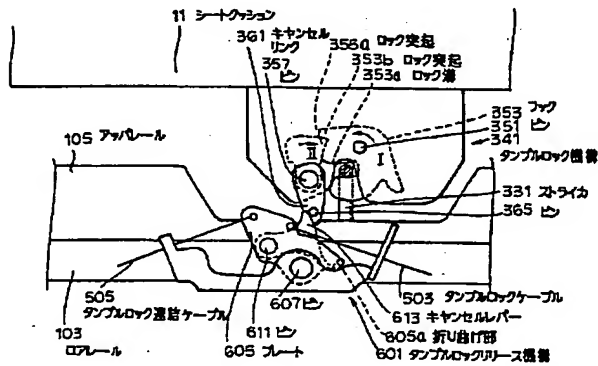 11 シートクッション
361 キャンセルリンク
357 ピン
355a ロック突起
353b ロック突起
353a ロック溝
353 フック
351 ピン
341 タンブルロック機構
105 アッパレール
II
I
331 ストライカ
365 ピン
505 タンブルロック連結ケーブル
607 ピン
503 タンブルロックケーブル
103 ロアレール
611 ピン
613 キャンセルレバー
605 プレート
605a 折り曲げ部
601 タンブルロックリリース機構